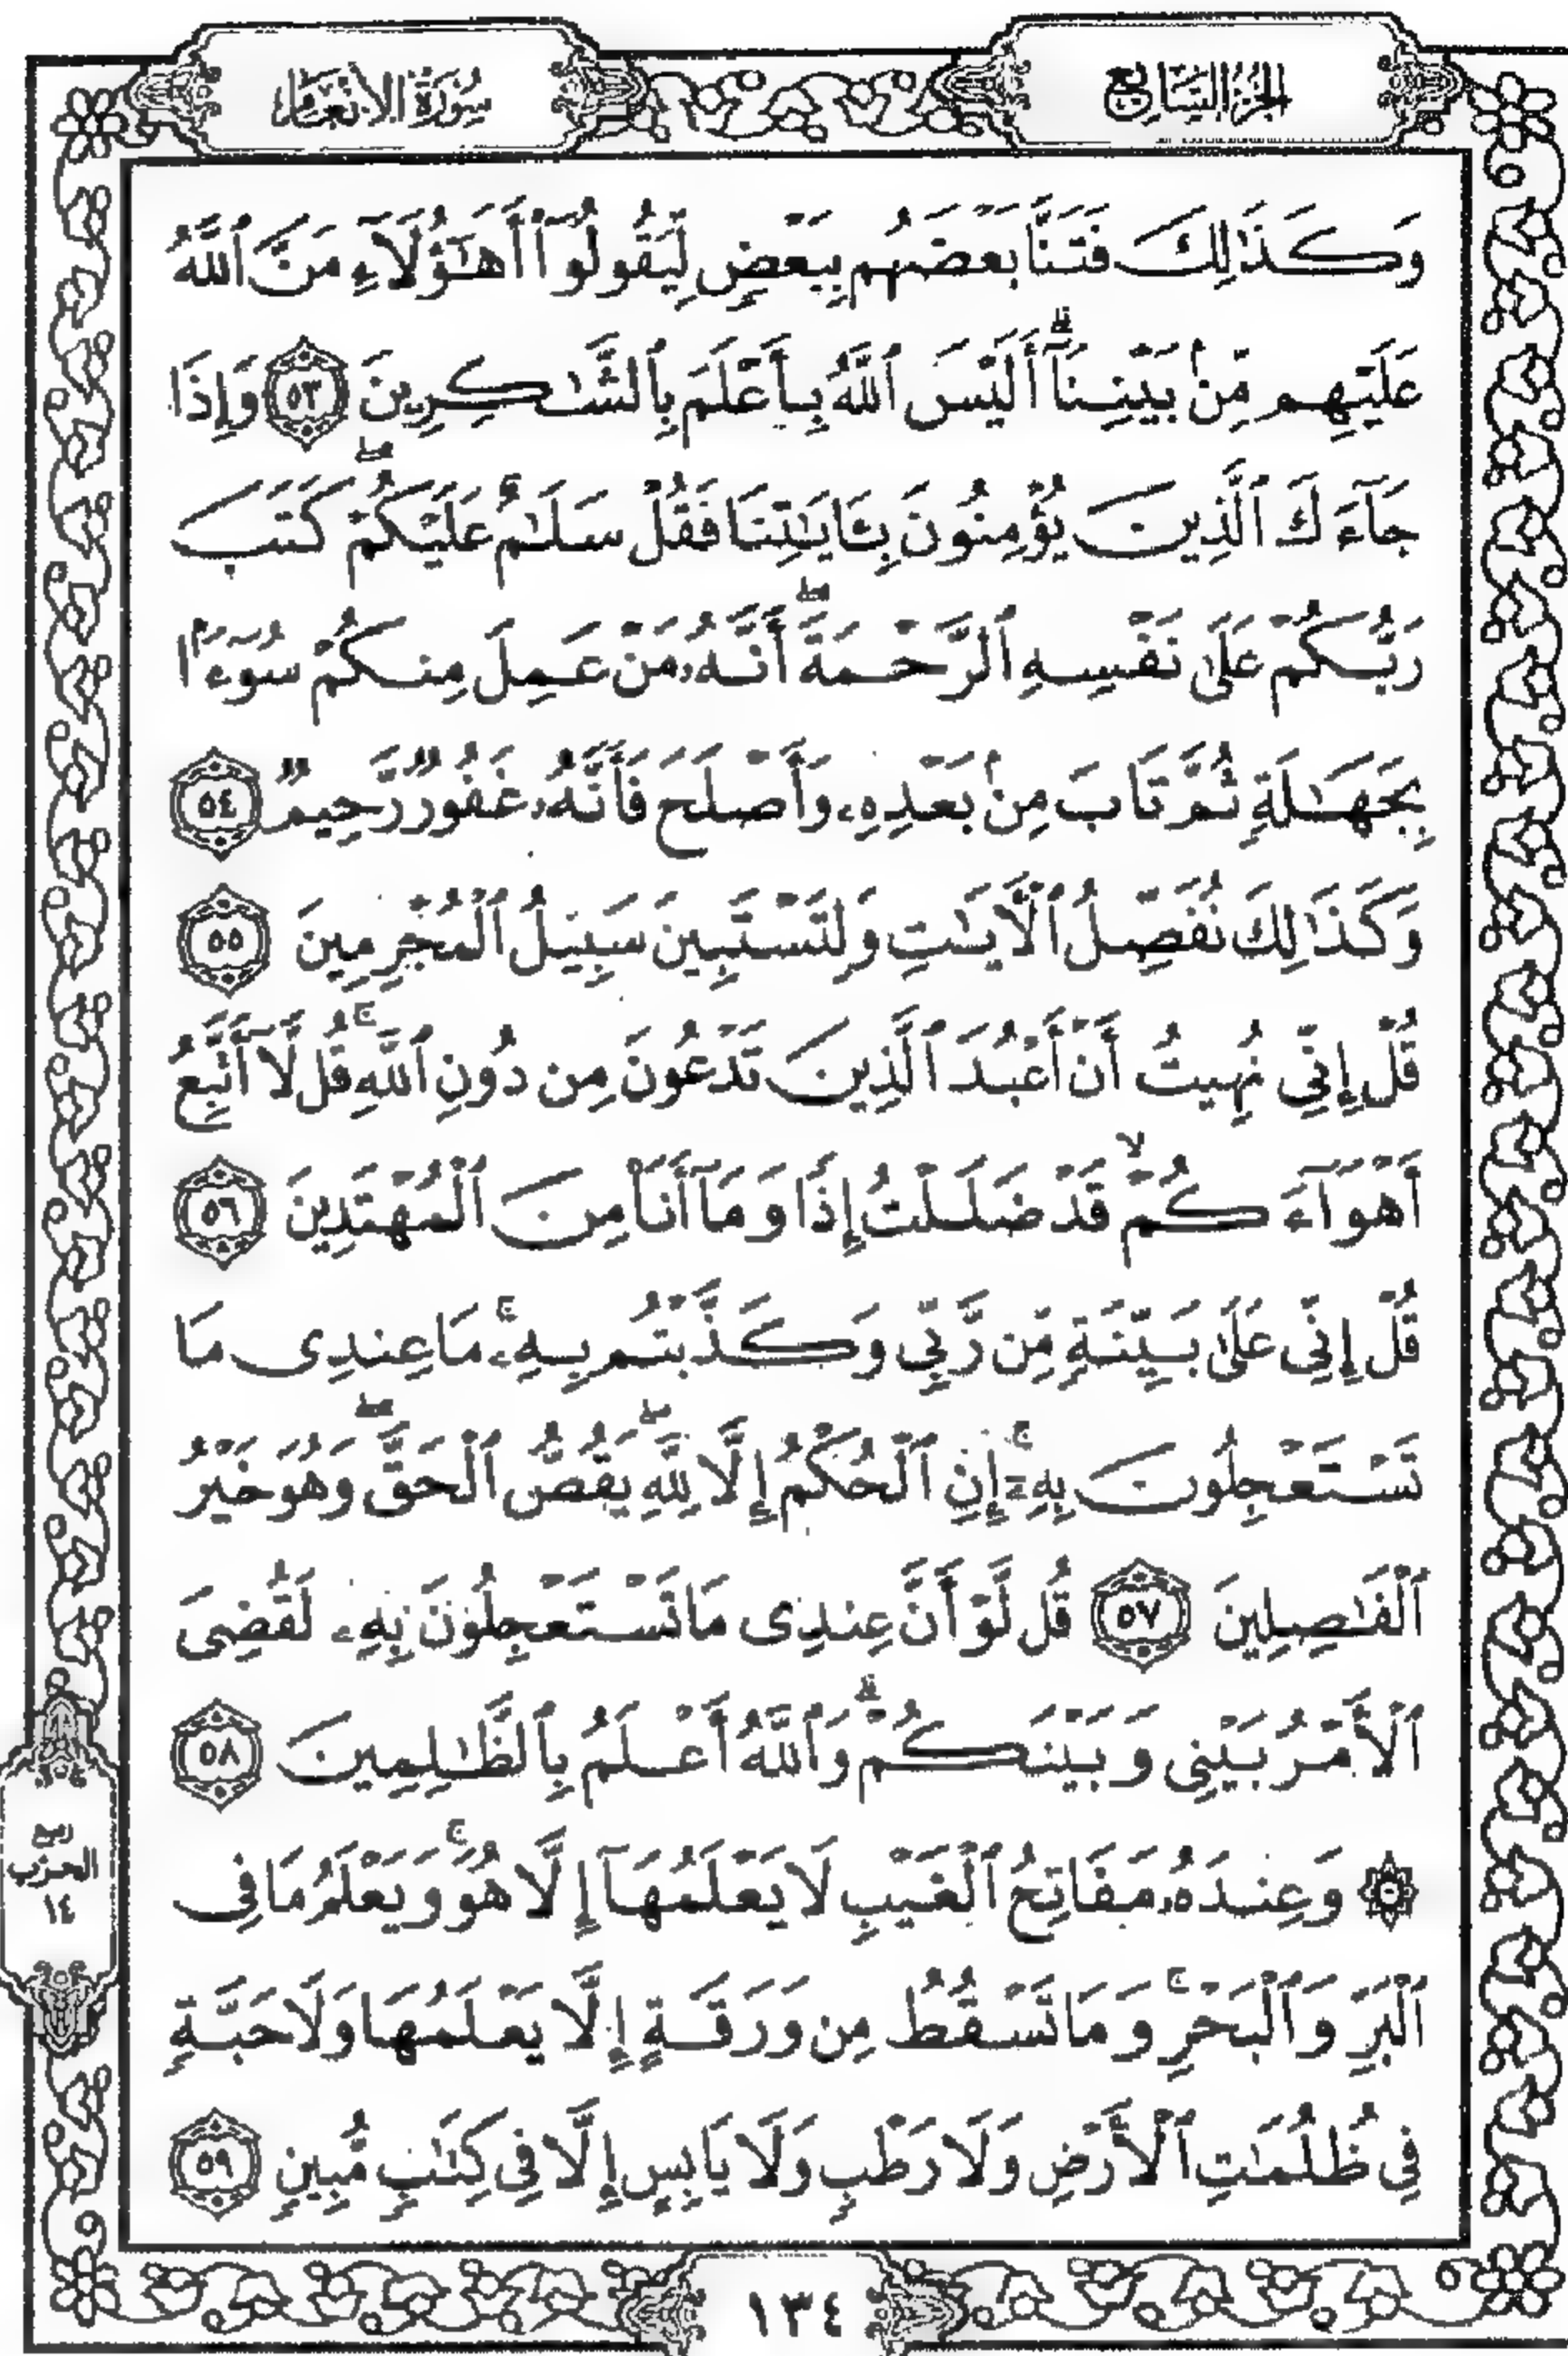 الجزء السابع
سورة الأنعام
وَكَذَٰلِكَ فَتَنَّا بَعْضَهُم بِبَعْضٍ لِّيَقُولُوٓا۟ أَهَٰٓؤُلَآءِ مَنَّ ٱللَّهُ
عَلَيْهِم مِّنۢ بَيْنِنَآ ۗ أَلَيْسَ ٱللَّهُ بِأَعْلَمَ بِٱلشَّٰكِرِينَ ٥٣ وَإِذَا
جَآءَكَ ٱلَّذِينَ يُؤْمِنُونَ بِـَٔايَٰتِنَا فَقُلْ سَلَٰمٌ عَلَيْكُمْ ۖ كَتَبَ
رَبُّكُمْ عَلَىٰ نَفْسِهِ ٱلرَّحْمَةَ ۖ أَنَّهُۥ مَنْ عَمِلَ مِنكُمْ سُوٓءًۢا
بِجَهَٰلَةٍ ثُمَّ تَابَ مِنۢ بَعْدِهِۦ وَأَصْلَحَ فَأَنَّهُۥ غَفُورٌ رَّحِيمٌ ٥٤
وَكَذَٰلِكَ نُفَصِّلُ ٱلْءَايَٰتِ وَلِتَسْتَبِينَ سَبِيلُ ٱلْمُجْرِمِينَ ٥٥
قُلْ إِنِّى نُهِيتُ أَنْ أَعْبُدَ ٱلَّذِينَ تَدْعُونَ مِن دُونِ ٱللَّهِ ۚ قُل لَّآ أَتَّبِعُ
أَهْوَآءَكُمْ ۙ قَدْ ضَلَلْتُ إِذًا وَمَآ أَنَا۠ مِنَ ٱلْمُهْتَدِينَ ٥٦
قُلْ إِنِّى عَلَىٰ بَيِّنَةٍ مِّن رَّبِّى وَكَذَّبْتُم بِهِۦ ۚ مَا عِندِى مَا
تَسْتَعْجِلُونَ بِهِۦٓ ۚ إِنِ ٱلْحُكْمُ إِلَّا لِلَّهِ ۖ يَقُصُّ ٱلْحَقَّ ۖ وَهُوَ خَيْرُ
ٱلْفَٰصِلِينَ ٥٧ قُل لَّوْ أَنَّ عِندِى مَا تَسْتَعْجِلُونَ بِهِۦ لَقُضِىَ
ٱلْأَمْرُ بَيْنِى وَبَيْنَكُمْ ۗ وَٱللَّهُ أَعْلَمُ بِٱلظَّٰلِمِينَ ٥٨
۞ وَعِندَهُۥ مَفَاتِحُ ٱلْغَيْبِ لَا يَعْلَمُهَآ إِلَّا هُوَ ۚ وَيَعْلَمُ مَا فِى
ٱلْبَرِّ وَٱلْبَحْرِ ۚ وَمَا تَسْقُطُ مِن وَرَقَةٍ إِلَّا يَعْلَمُهَا وَلَا حَبَّةٍ
فِى ظُلُمَٰتِ ٱلْأَرْضِ وَلَا رَطْبٍ وَلَا يَابِسٍ إِلَّا فِى كِتَٰبٍ مُّبِينٍ ٥٩
ربع
الحزب
١٤
١٣٤